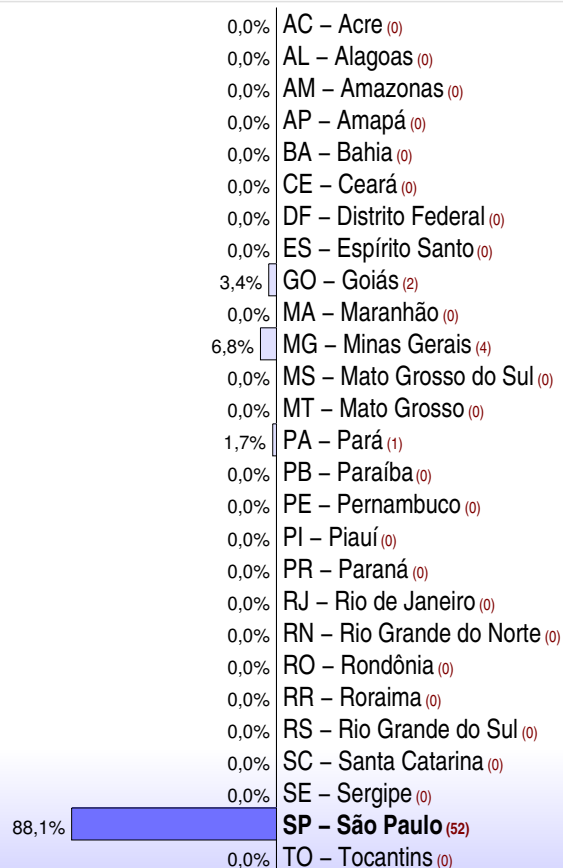 0,0% AC – Acre (0)
0,0% AL – Alagoas (0)
0,0% AM – Amazonas (0)
0,0% AP – Amapá (0)
0,0% BA – Bahia (0)
0,0% CE – Ceará (0)
0,0% DF – Distrito Federal (0)
0,0% ES – Espírito Santo (0)
3,4% GO – Goiás (2)
0,0% MA – Maranhão (0)
6,8% MG – Minas Gerais (4)
0,0% MS – Mato Grosso do Sul (0)
0,0% MT – Mato Grosso (0)
1,7% PA – Pará (1)
0,0% PB – Paraíba (0)
0,0% PE – Pernambuco (0)
0,0% PI – Piauí (0)
0,0% PR – Paraná (0)
0,0% RJ – Rio de Janeiro (0)
0,0% RN – Rio Grande do Norte (0)
0,0% RO – Rondônia (0)
0,0% RR – Roraima (0)
0,0% RS – Rio Grande do Sul (0)
0,0% SC – Santa Catarina (0)
0,0% SE – Sergipe (0)
88,1% SP – São Paulo (52)
0,0% TO – Tocantins (0)